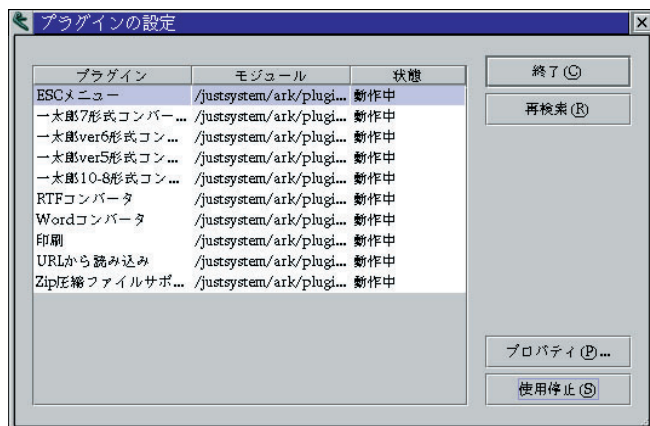 プラグインの設定
プラグイン モジュール 状態
ESCメニュー /justsystem/ark/plugi... 動作中
一太郎7形式コンバー... /justsystem/ark/plugi... 動作中
一太郎ver6形式コン... /justsystem/ark/plugi... 動作中
一太郎ver5形式コン... /justsystem/ark/plugi... 動作中
一太郎10-8形式コン... /justsystem/ark/plugi... 動作中
RTFコンバータ /justsystem/ark/plugi... 動作中
Wordコンバータ /justsystem/ark/plugi... 動作中
印刷 /justsystem/ark/plugi... 動作中
URLから読み込み /justsystem/ark/plugi... 動作中
Zip圧縮ファイルサポ... /justsystem/ark/plugi... 動作中
終了(C)
再検索(R)
プロパティ(P)...
使用停止(S)